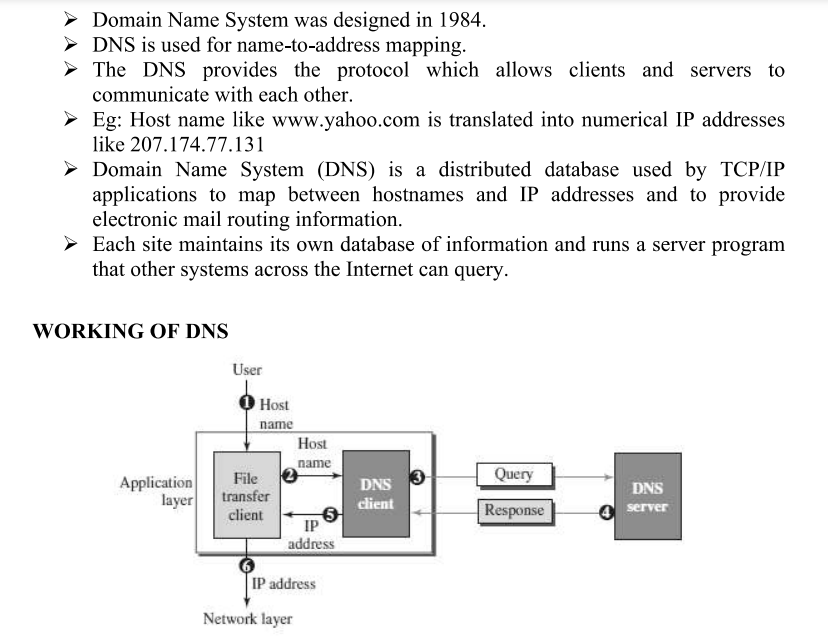 ➢ Domain Name System was designed in 1984.
➢ DNS is used for name-to-address mapping.
➢ The DNS provides the protocol which allows clients and servers to
communicate with each other.
➢ Eg: Host name like www.yahoo.com is translated into numerical IP addresses
like 207.174.77.131
➢ Domain Name System (DNS) is a distributed database used by TCP/IP
applications to map between hostnames and IP addresses and to provide
electronic mail routing information.
➢ Each site maintains its own database of information and runs a server program
that other systems across the Internet can query.
WORKING OF DNS
User
1 Host
name
Host
name
2
Application
layer
File
transfer
client
DNS
client
3
Query
DNS
server
Response
4
5
IP
address
6
IP address
Network layer